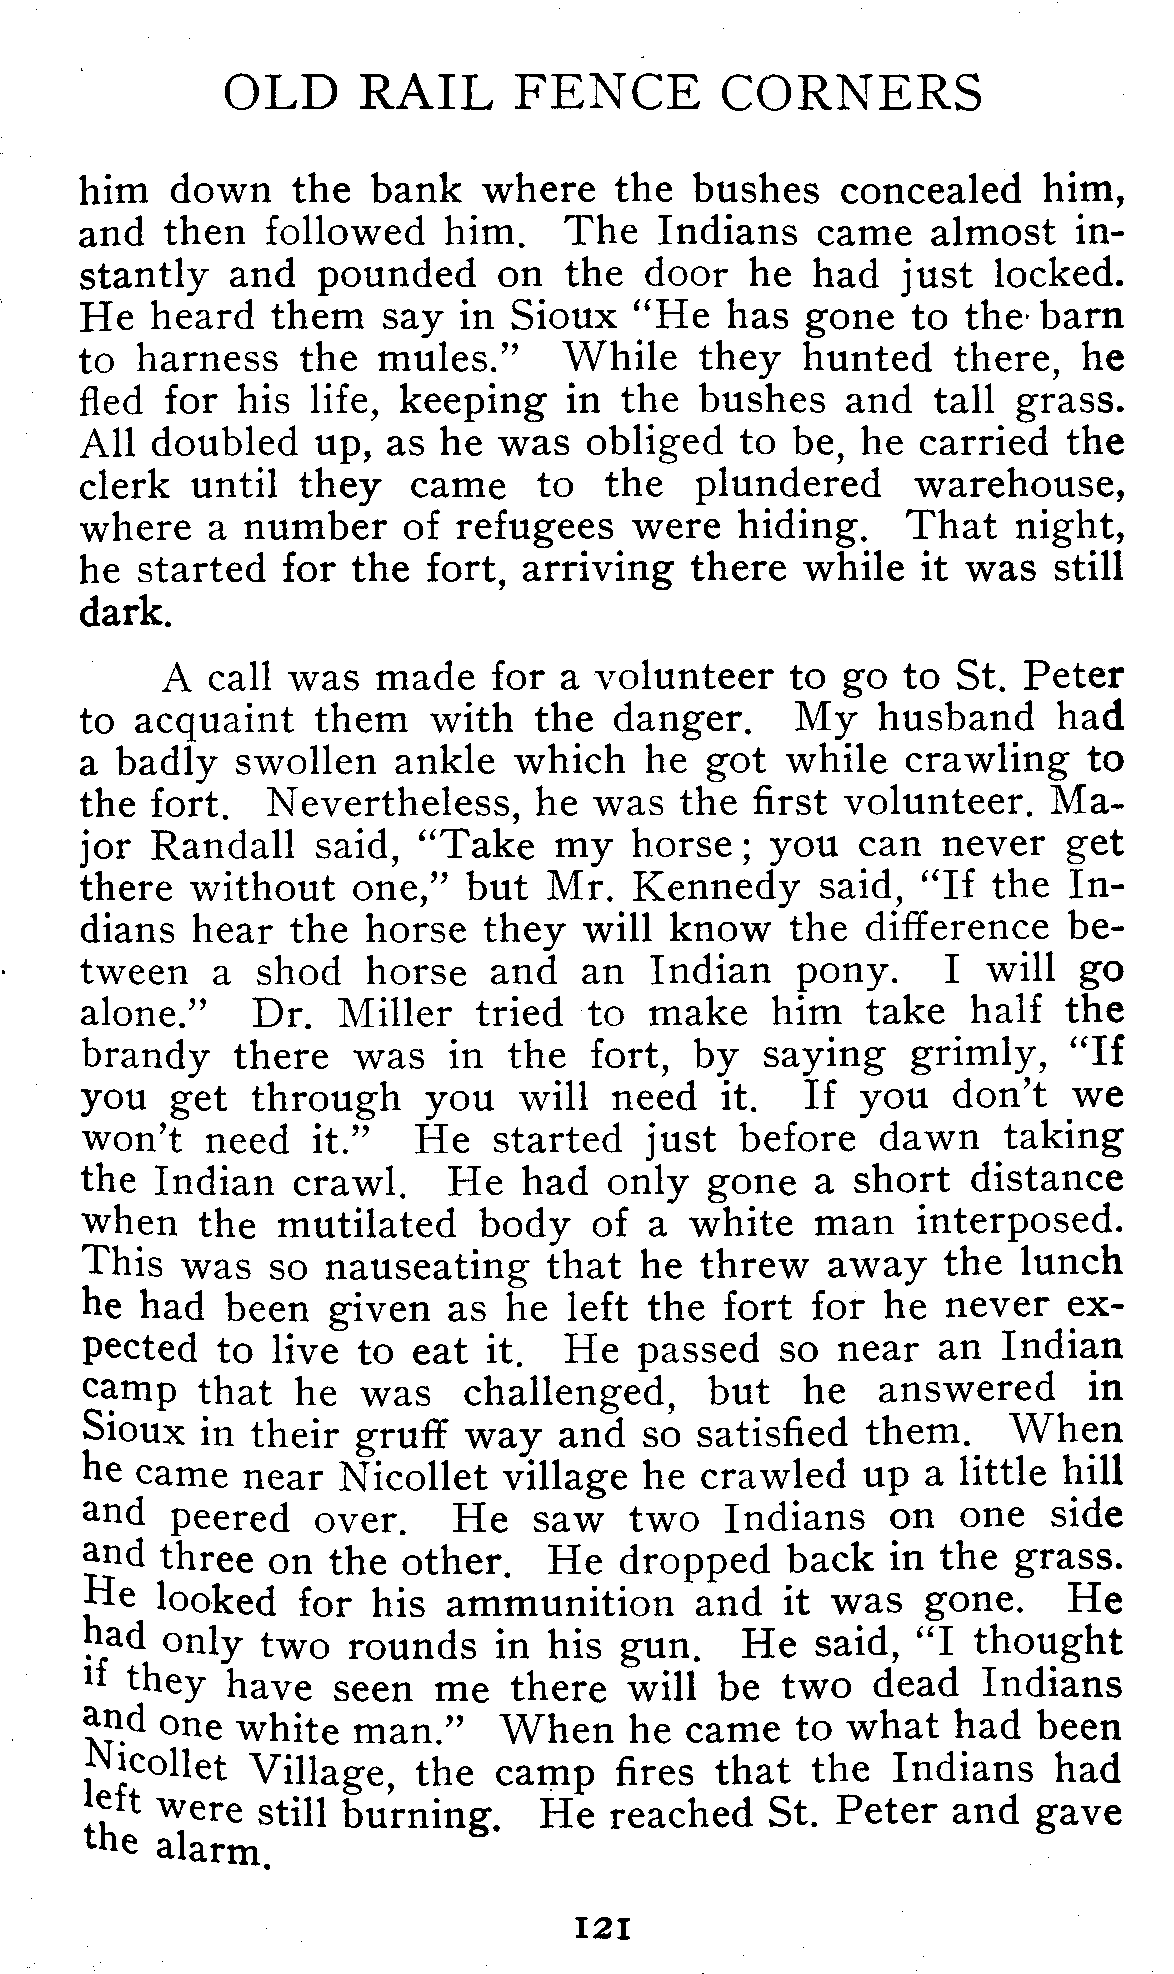 OLD RAIL FENCE CORNERS
him down the bank where the bushes concealed him,
and then followed him. The Indians came almost in-
stantly and pounded on the door he had just locked.
He heard them say in Sioux "He has gone to the barn
to harness the mules." While they hunted there, he
fled for his life, keeping in the bushes and tall grass.
All doubled up, as he was obliged to be, he carried the
clerk until they came to the plundered warehouse,
where a number of refugees were hiding. That night,
he started for the fort, arriving there while it was still
dark.
A call was made for a volunteer to go to St. Peter
to acquaint them with the danger. My husband had
a badly swollen ankle which he got while crawling to
the fort. Nevertheless, he was the first volunteer. Ma-
jor Randall said, "Take my horse; you can never get
there without one," but Mr. Kennedy said, "If the In-
dians hear the horse they will know the difference be-
tween a shod horse and an Indian pony. I will go
alone." Dr. Miller tried to make him take half the
brandy there was in the fort, by saying grimly, "If
you get through you will need it. If you don't we
won't need it." He started just before dawn taking
the Indian crawl. He had only gone a short distance
when the mutilated body of a white man interposed.
This was so nauseating that he threw away the lunch
he had been given as he left the fort for he never ex-
pected to live to eat it. He passed so near an Indian
camp that he was challenged, but he answered in
Sioux in their gruff way and so satisfied them. When
he came near Nicollet village he crawled up a little hill
and peered over. He saw two Indians on one side
and three on the other. He dropped back in the grass.
He looked for his ammunition and it was gone. He
had only two rounds in his gun. He said, "I thought
if they have seen me there will be two dead Indians
and one white man." When he came to what had been
Nicollet Village, the camp fires that the Indians had
left were still burning. He reached St. Peter and gave
the alarm.
121